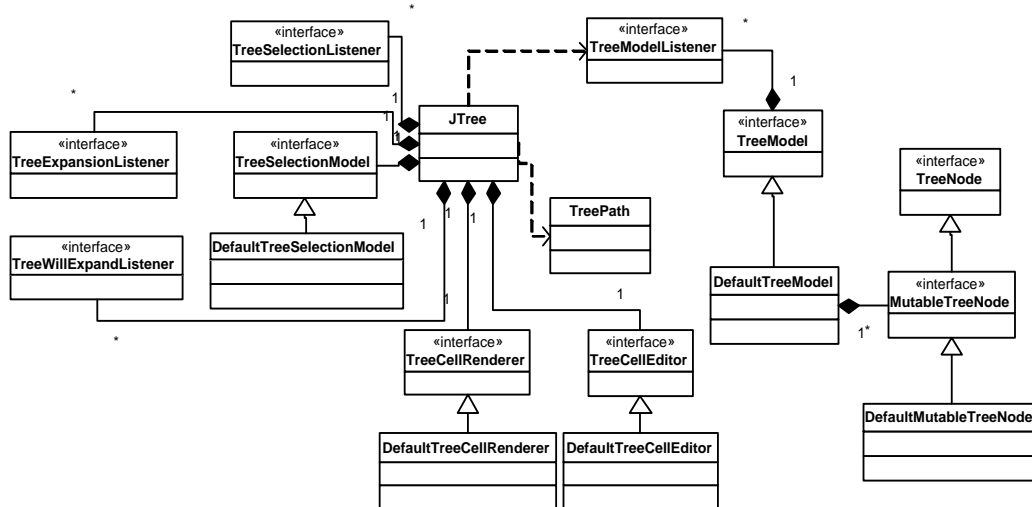 *
*
«interface»
TreeSelectionListener
«interface»
TreeModelListener
*
1
1
1
1
JTree
«interface»
TreeModel
«interface»
TreeExpansionListener
«interface»
TreeSelectionModel
«interface»
TreeNode
TreePath
1
1
1
DefaultTreeSelectionModel
«interface»
TreeWillExpandListener
DefaultTreeModel
«interface»
MutableTreeNode
1
1
1*
*
«interface»
TreeCellRenderer
«interface»
TreeCellEditor
DefaultMutableTreeNode
DefaultTreeCellRenderer
DefaultTreeCellEditor